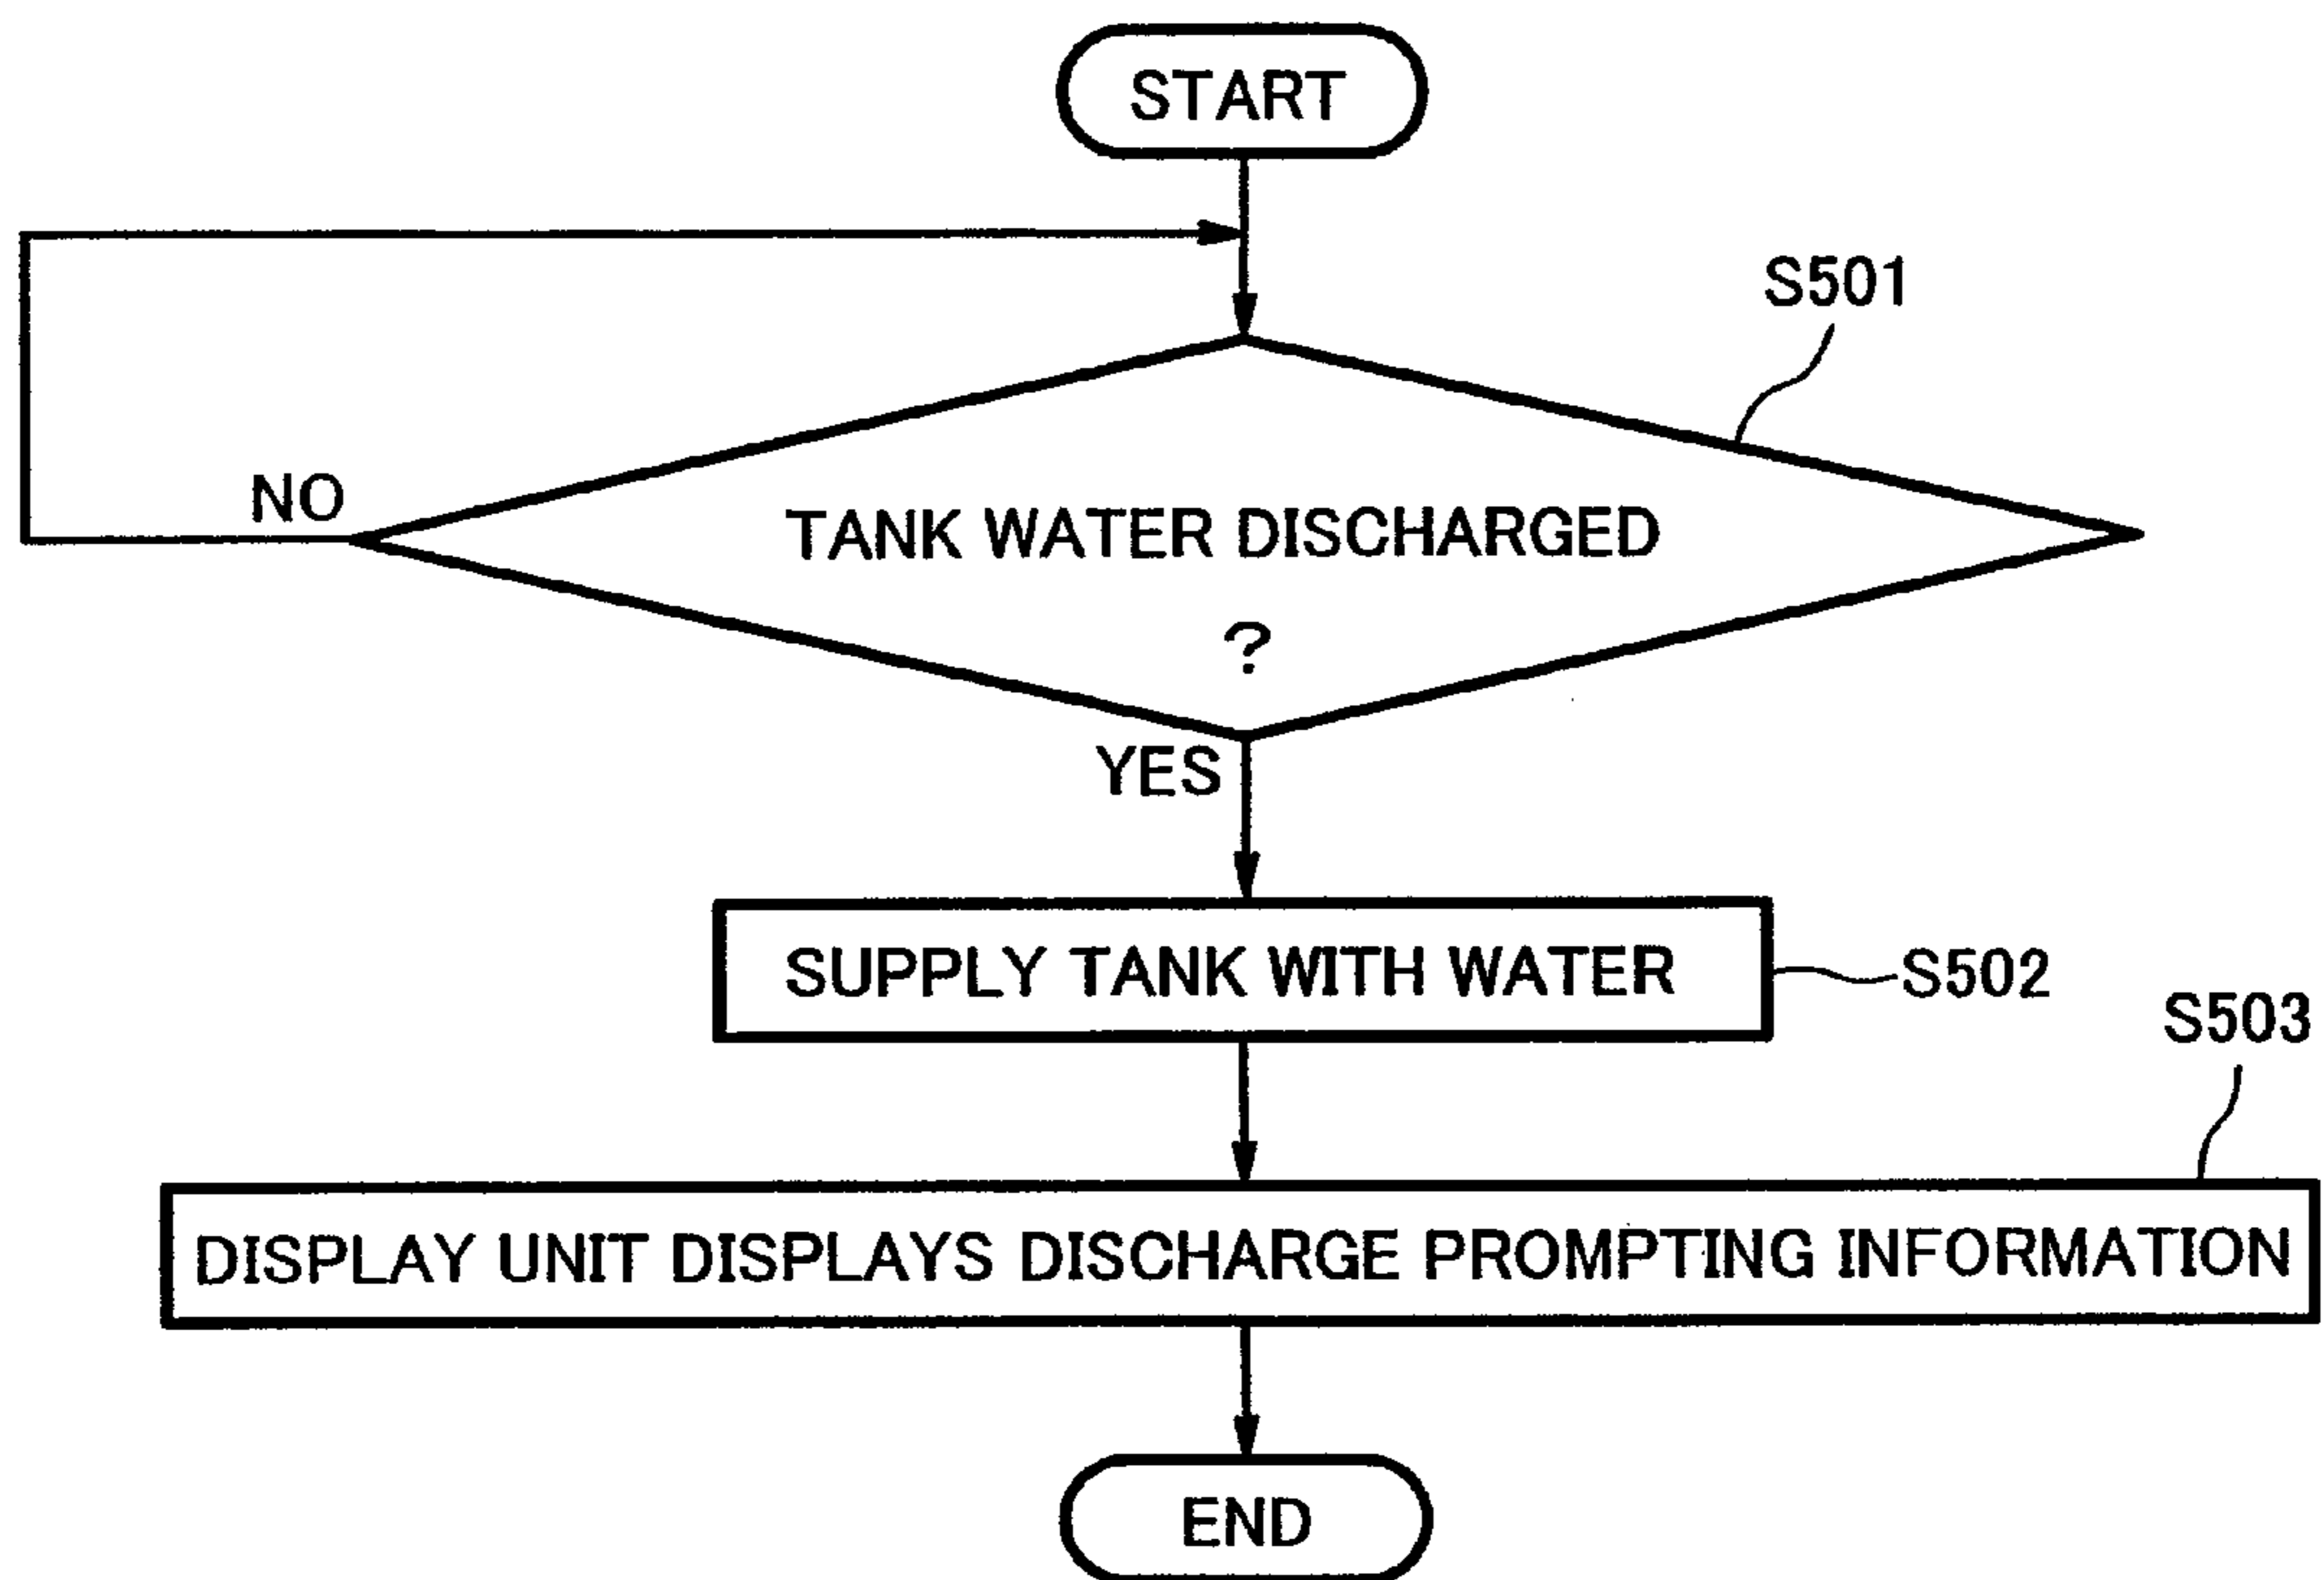 START
S501
NO
TANK WATER DISCHARGED
?
YES
SUPPLY TANK WITH WATER
S502
S503
DISPLAY UNIT DISPLAYS DISCHARGE PROMPTING INFORMATION
END